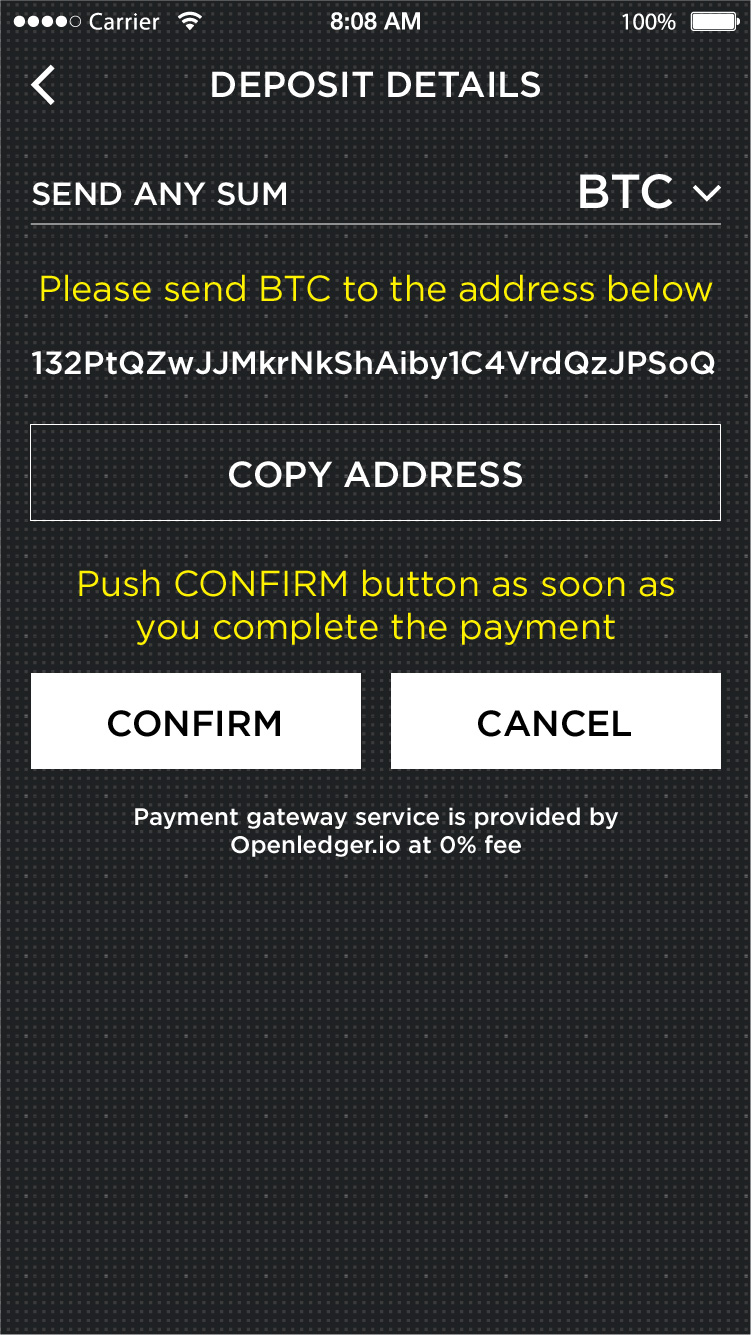 Carrier 8:08 AM 100%
DEPOSIT DETAILS
SEND ANY SUM BTC
Please send BTC to the address below
132PtQZwJJMkrNkShAiby1C4VrdQzJPSoQ
COPY ADDRESS
Push CONFIRM button as soon as
you complete the payment
CONFIRM CANCEL
Payment gateway service is provided by
Openledger.io at 0% fee